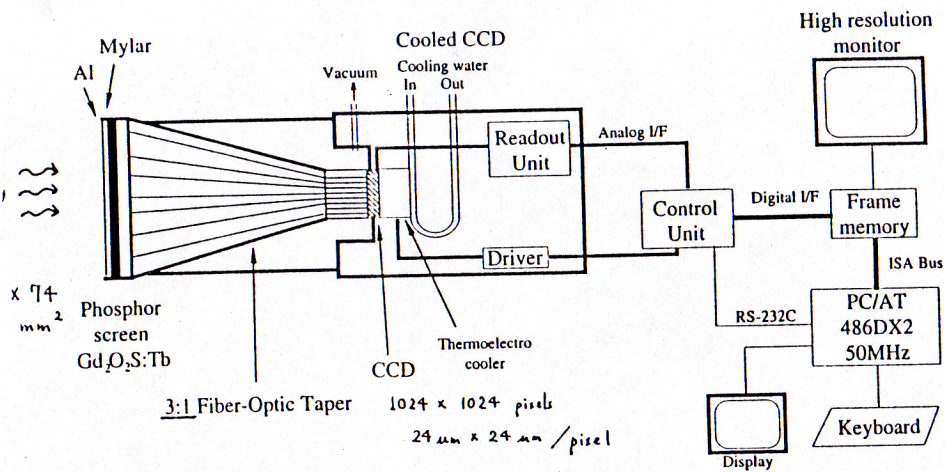 High resolution
monitor
Cooled CCD
Mylar
Al
Vacuum
Cooling water
In Out
Readout
Unit
Analog I/F
Control
Unit
Digital I/F
Frame
memory
Driver
ISA Bus
x 74
mm²
Phosphor
screen
Gd₂O₂S:Tb
RS-232C
PC/AT
486DX2
50MHz
Thermoelectro
cooler
CCD
3:1 Fiber-Optic Taper
1024 x 1024 pixels
24 um x 24 um /pixel
Display
Keyboard